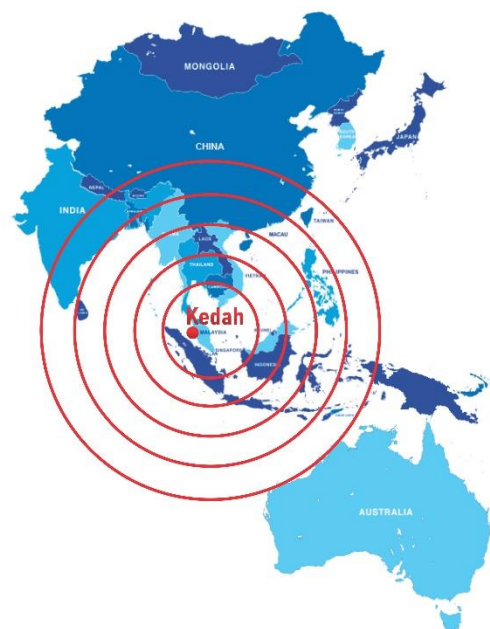 MONGOLIA
JAPAN
CHINA
NEPAL
INDIA
TAIWAN
MACAU
LAOS
THAILAND
VIETNAM
PHILIPPINES
Kedah
MALAYSIA
BRUNEI
SINGAPORE
INDONESIA
AUSTRALIA